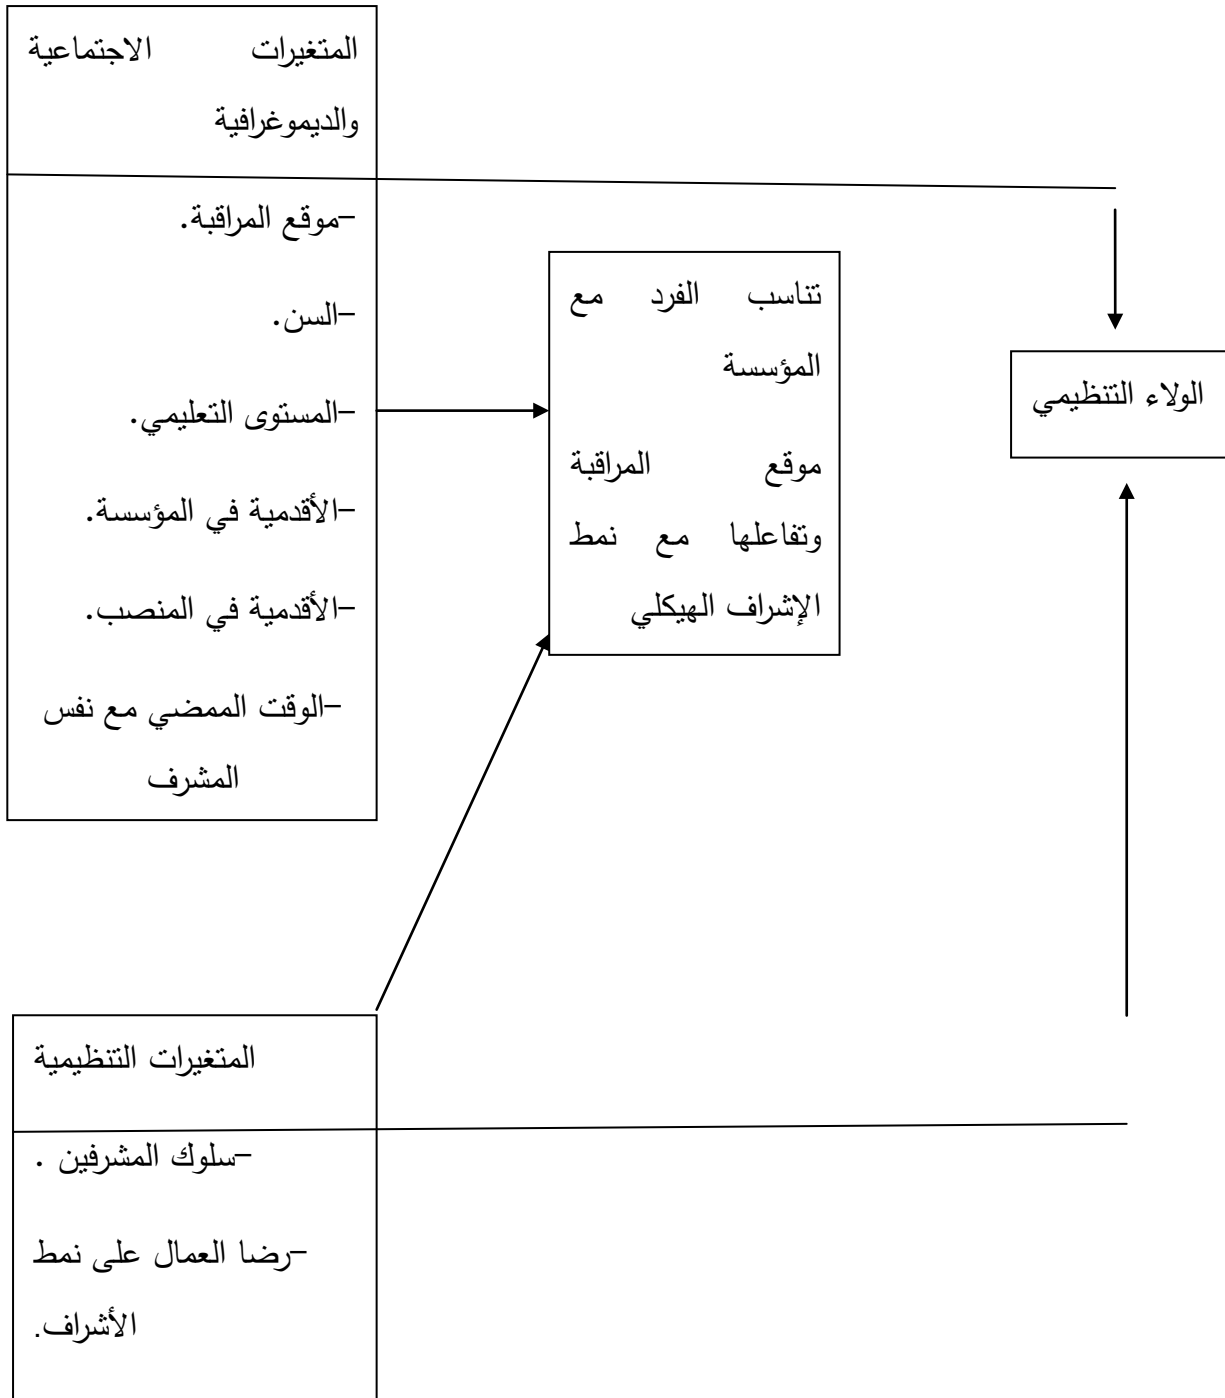 المتغيرات الاجتماعية
والديموغرافية
-موقع المراقبة.
-السن.
-المستوى التعليمي.
-الأقدمية في المؤسسة.
-الأقدمية في المنصب.
-الوقت الممضي مع نفس
المشرف
تتناسب الفرد مع
المؤسسة
موقع المراقبة
وتفاعلها مع نمط
الإشراف الهيكلي
الولاء التنظيمي
المتغيرات التنظيمية
-سلوك المشرفين .
-رضا العمال على نمط
الأشراف.